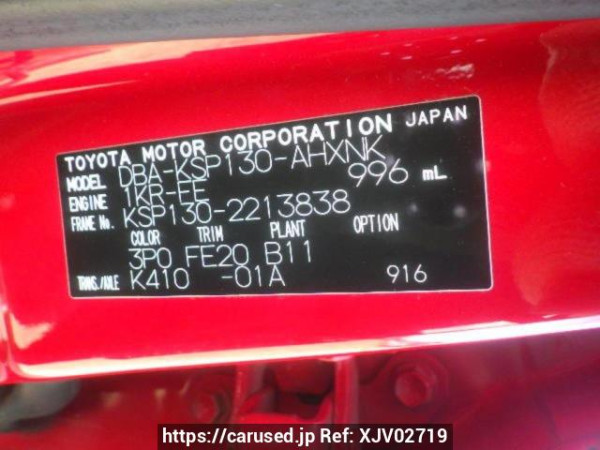 TOYOTA MOTOR CORPORATION JAPAN
MODEL DBA-KSP130-AHXNK
ENGINE 1KR-FE 996 mL
FRAME No. KSP130-2213838
COLOR TRIM PLANT OPTION
3P0 FE20 B11
TRANS./AXLE K410 -01A 916
https://carused.jp Ref: XJV02719